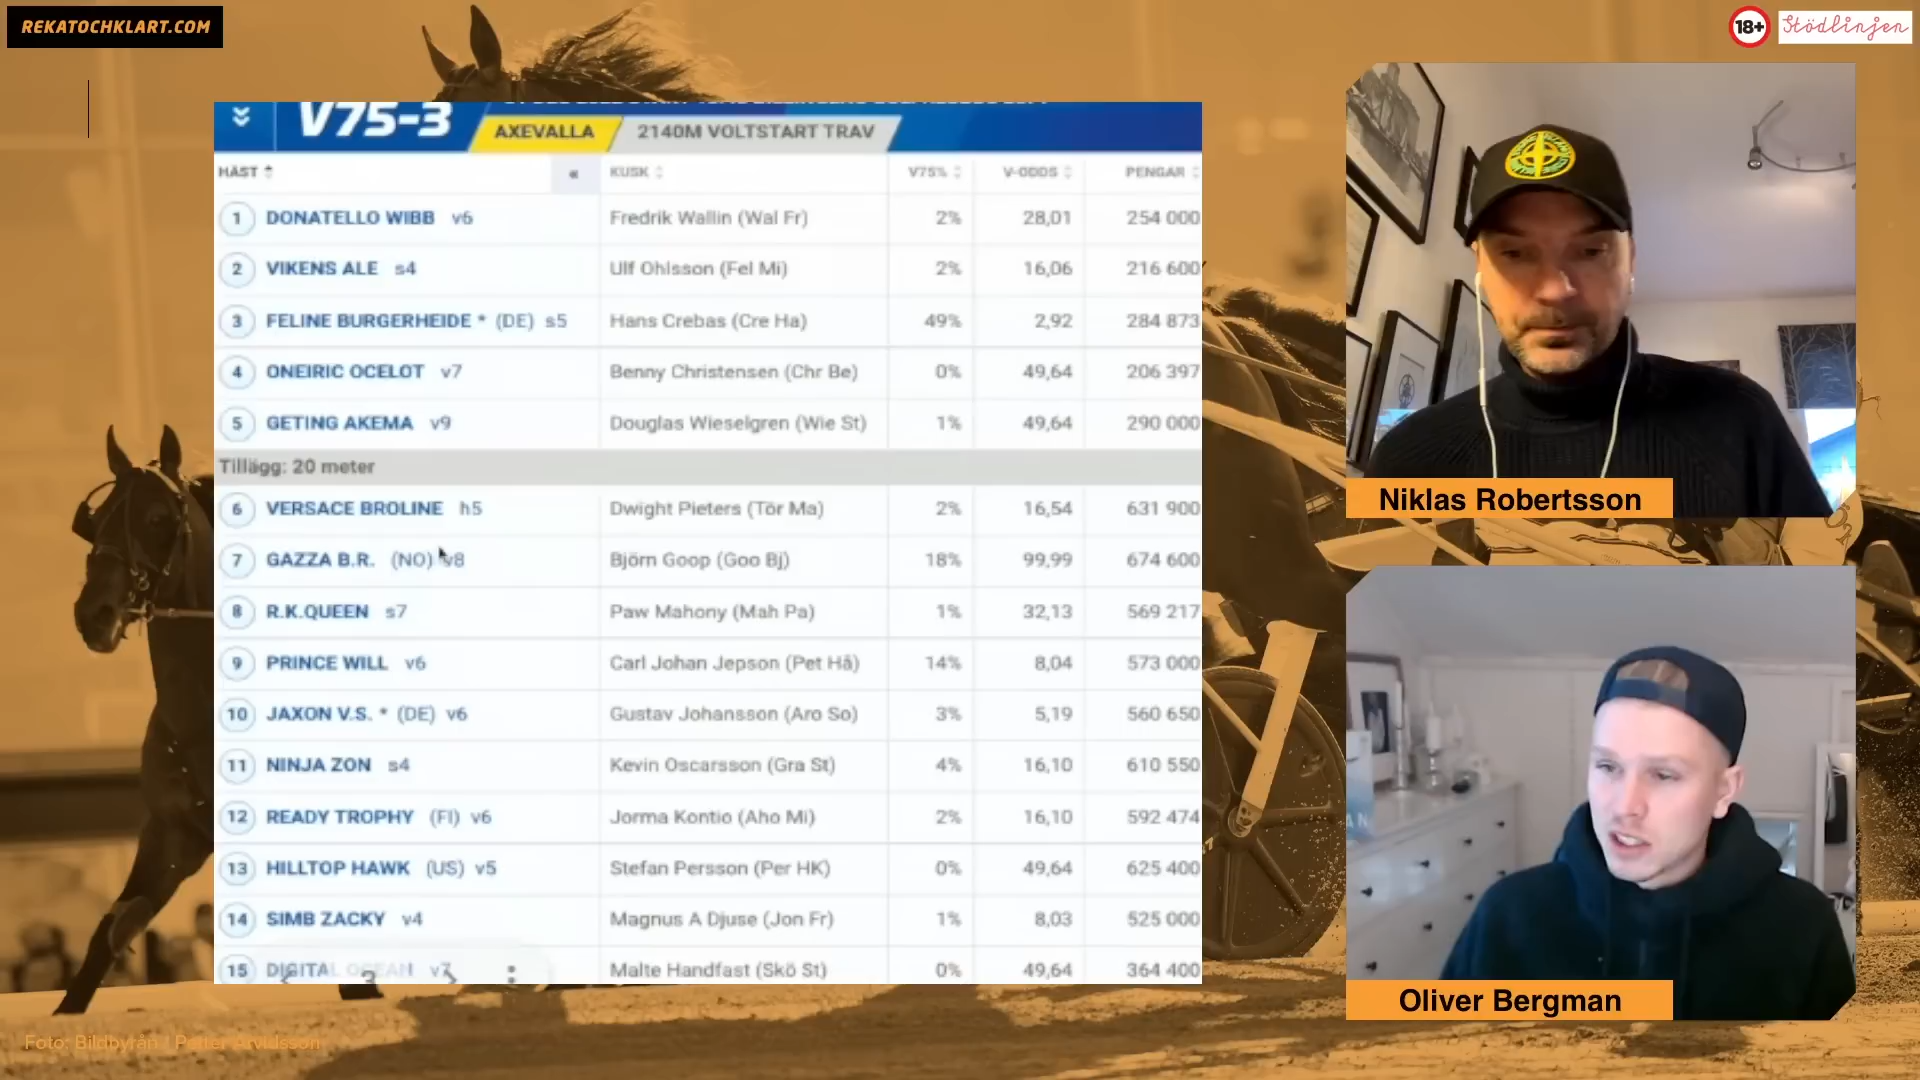 REKATOCHKLART.COM
18+ Stödlinjen
V75-3 AXEVALLA 2140M VOLTSTART TRAV
HÄST « KUSK V75% V-ODDS PENGAR
1 DONATELLO WIBB v6 Fredrik Wallin (Wal Fr) 2% 28,01 254 000
2 VIKENS ALE s4 Ulf Ohlsson (Fel Mi) 2% 16,06 216 600
3 FELINE BURGERHEIDE * (DE) s5 Hans Crebas (Cre Ha) 49% 2,92 284 873
4 ONEIRIC OCELOT v7 Benny Christensen (Chr Be) 0% 49,64 206 397
5 GETING AKEMA v9 Douglas Wieselgren (Wie St) 1% 49,64 290 000
Tillägg: 20 meter
6 VERSACE BROLINE h5 Dwight Pieters (Tör Ma) 2% 16,54 631 900
7 GAZZA B.R. (NO) v8 Björn Goop (Goo Bj) 18% 99,99 674 600
8 R.K.QUEEN s7 Paw Mahony (Mah Pa) 1% 32,13 569 217
9 PRINCE WILL v6 Carl Johan Jepson (Pet Hå) 14% 8,04 573 000
10 JAXON V.S. * (DE) v6 Gustav Johansson (Aro So) 3% 5,19 560 650
11 NINJA ZON s4 Kevin Oscarsson (Gra St) 4% 16,10 610 550
12 READY TROPHY (FI) v6 Jorma Kontio (Aho Mi) 2% 16,10 592 474
13 HILLTOP HAWK (US) v5 Stefan Persson (Per HK) 0% 49,64 625 400
14 SIMB ZACKY v4 Magnus A Djuse (Jon Fr) 1% 8,03 525 000
15 DIGITAL OCEAN v7 Malte Handfast (Skö St) 0% 49,64 364 400
3
Niklas Robertsson
Oliver Bergman
Foto: Bildbyrån / Petter Arvidsson